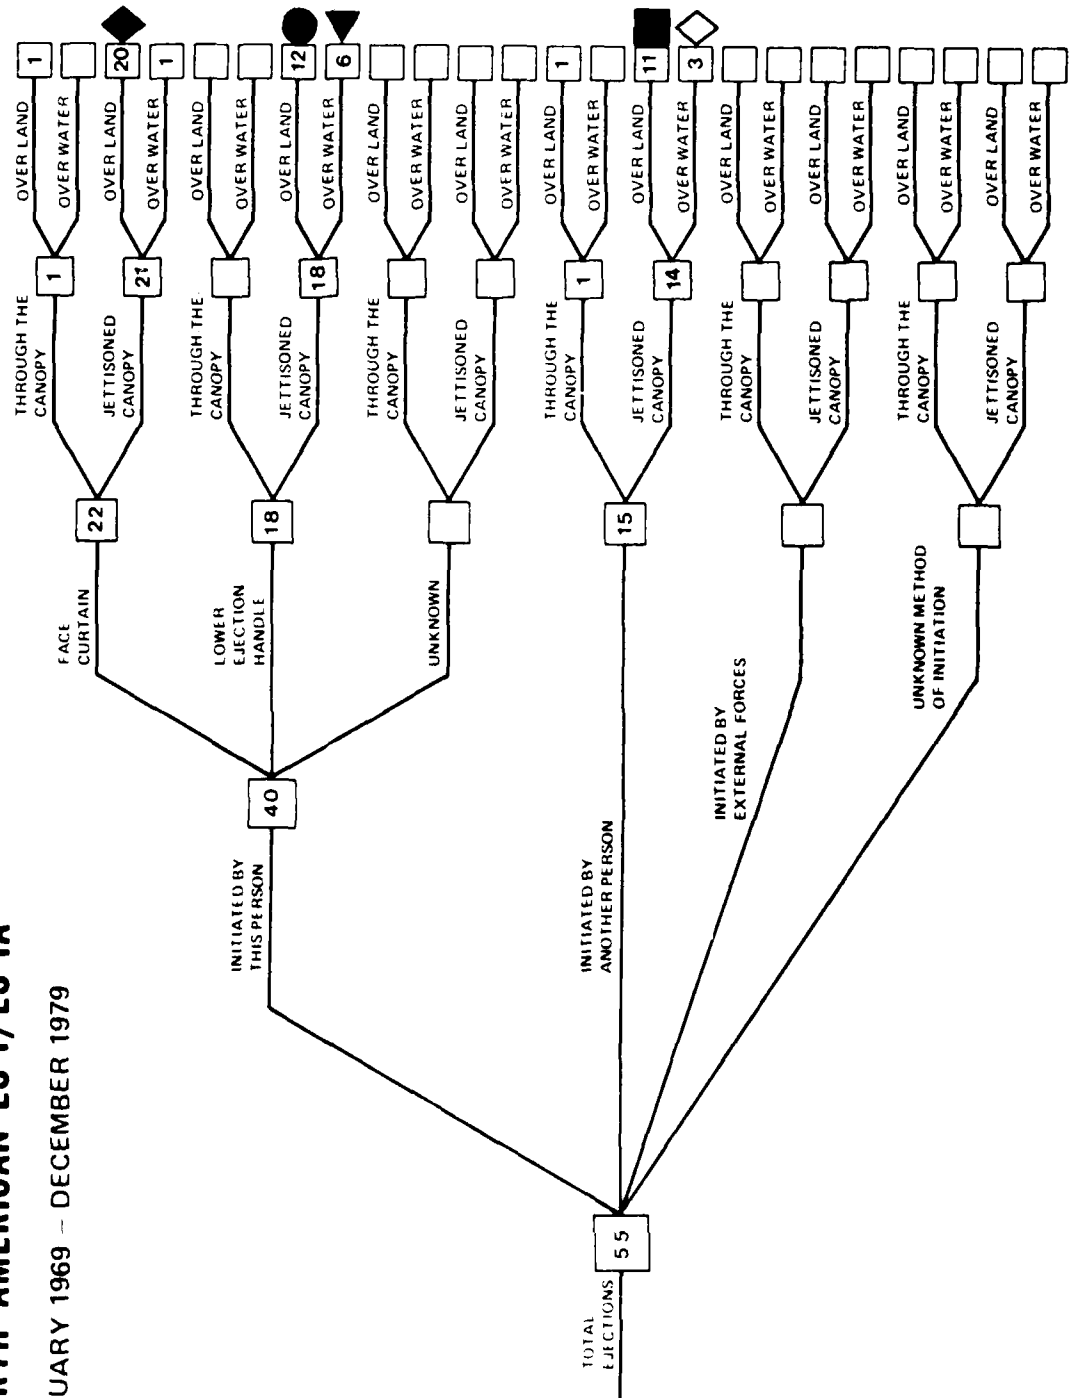 AMERICAN
UARY 1969 – DECEMBER 1979
TOTAL
EJECTIONS
55
INITIATED BY
THIS PERSON
40
INITIATED BY
ANOTHER PERSON
INITIATED BY
EXTERNAL FORCES
UNKNOWN METHOD
OF INITIATION
FACE
CURTAIN
22
LOWER
EJECTION
HANDLE
18
UNKNOWN
15
THROUGH THE
CANOPY
1
JETTISONED
CANOPY
21
THROUGH THE
CANOPY
JETTISONED
CANOPY
18
THROUGH THE
CANOPY
JETTISONED
CANOPY
THROUGH THE
CANOPY
1
JETTISONED
CANOPY
14
THROUGH THE
CANOPY
JETTISONED
CANOPY
THROUGH THE
CANOPY
JETTISONED
CANOPY
OVER LAND 1
OVER WATER
OVER LAND 20
OVER WATER 1
OVER LAND
OVER WATER
OVER LAND 12
OVER WATER 6
OVER LAND
OVER WATER
OVER LAND
OVER WATER
OVER LAND 1
OVER WATER
OVER LAND 11
OVER WATER 3
OVER LAND
OVER WATER
OVER LAND
OVER WATER
OVER LAND
OVER WATER
OVER LAND
OVER WATER